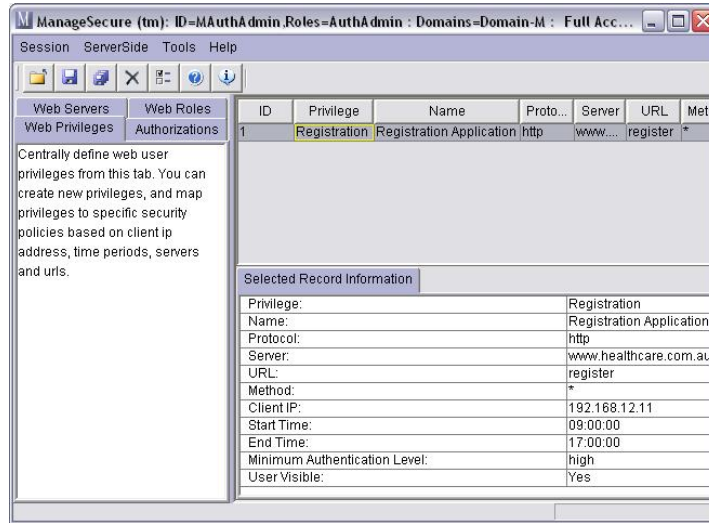 ManageSecure (tm): ID=MAuthAdmin,Roles=AuthAdmin : Domains=Domain-M : Full Acc...
Session ServerSide Tools Help
Web Servers Web Roles
Web Privileges Authorizations
Centrally define web user
privileges from this tab. You can
create new privileges, and map
privileges to specific security
policies based on client ip
address, time periods, servers
and urls.
ID Privilege Name Proto... Server URL Met
1 Registration Registration Application http www.... register *
Selected Record Information
Privilege: Registration
Name: Registration Application
Protocol: http
Server: www.healthcare.com.au
URL: register
Method: *
Client IP: 192.168.12.11
Start Time: 09:00:00
End Time: 17:00:00
Minimum Authentication Level: high
User Visible: Yes